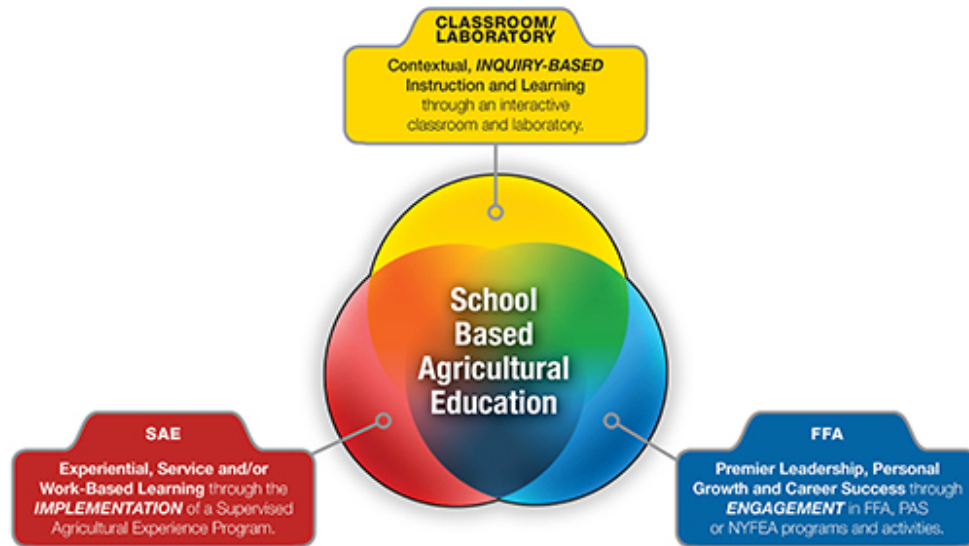 CLASSROOM/
LABORATORY
Contextual, INQUIRY-BASED
Instruction and Learning
through an interactive
classroom and laboratory.
School
Based
Agricultural
Education
SAE
Experiential, Service and/or
Work-Based Learning through the
IMPLEMENTATION of a Supervised
Agricultural Experience Program.
FFA
Premier Leadership, Personal
Growth and Career Success through
ENGAGEMENT in FFA, PAS
or NYFEA programs and activities.